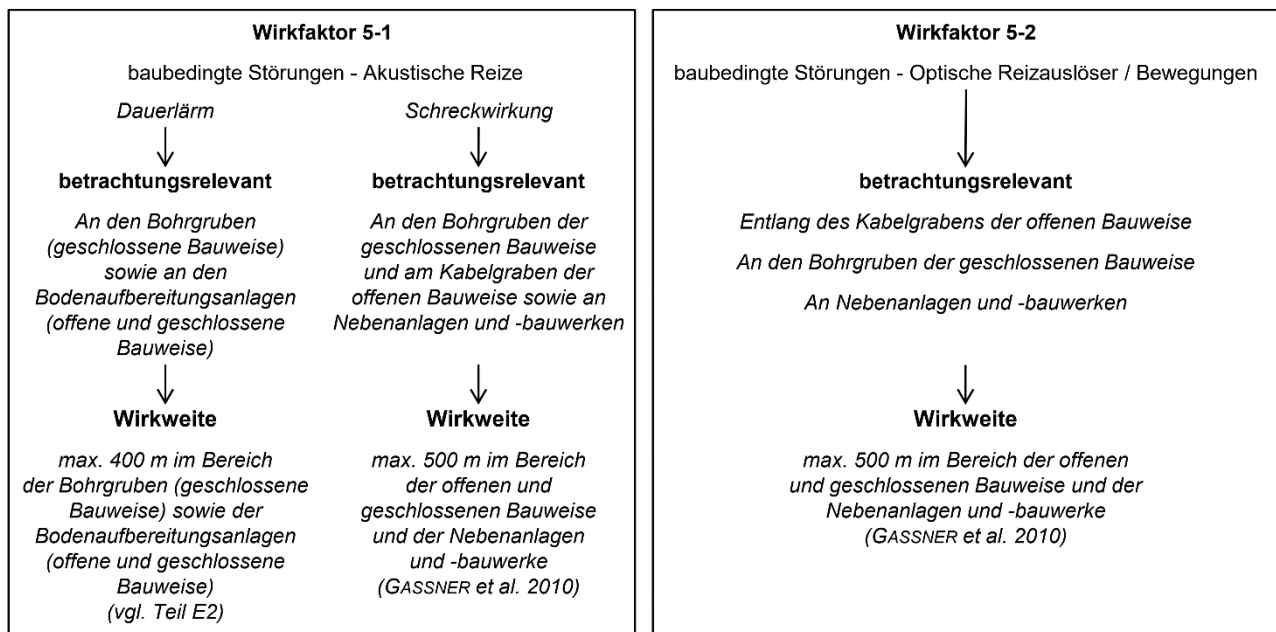 Wirkfaktor 5-1
baubedingte Störungen - Akustische Reize
Dauerlärm
betrachtungsrelevant
An den Bohrgruben
(geschlossene Bauweise)
sowie an den
Bodenaufbereitungsanlagen
(offene und geschlossene
Bauweise)
Wirkweite
max. 400 m im Bereich
der Bohrgruben (geschlossene
Bauweise) sowie der
Bodenaufbereitungsanlagen
(offene und geschlossene
Bauweise)
(vgl. Teil E2)
Schreckwirkung
betrachtungsrelevant
An den Bohrgruben der
geschlossenen Bauweise
und am Kabelgraben der
offenen Bauweise sowie an
Nebenanlagen und -bauwerken
Wirkweite
max. 500 m im Bereich
der offenen und
geschlossenen Bauweise
und der Nebenanlagen
und -bauwerke
(GASSNER et al. 2010)
Wirkfaktor 5-2
baubedingte Störungen - Optische Reizauslöser / Bewegungen
betrachtungsrelevant
Entlang des Kabelgrabens der offenen Bauweise
An den Bohrgruben der geschlossenen Bauweise
An Nebenanlagen und -bauwerken
Wirkweite
max. 500 m im Bereich der offenen
und geschlossenen Bauweise und der
Nebenanlagen und -bauwerke
(GASSNER et al. 2010)